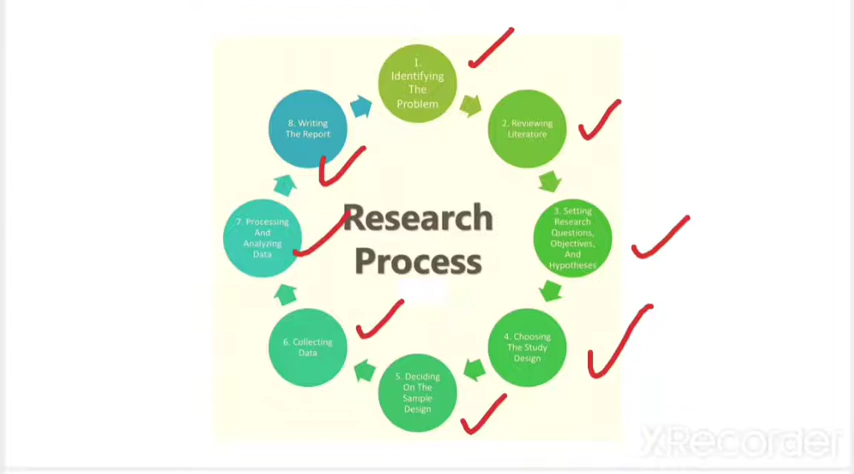 1.
Identifying
The
Problem
2. Reviewing
Literature
3. Setting
Research
Questions,
Objectives,
And
Hypotheses
4. Choosing
The Study
Design
5. Deciding
On The
Sample
Design
6. Collecting
Data
7. Processing
And
Analyzing
Data
8. Writing
The Report
Research
Process
XRecorder